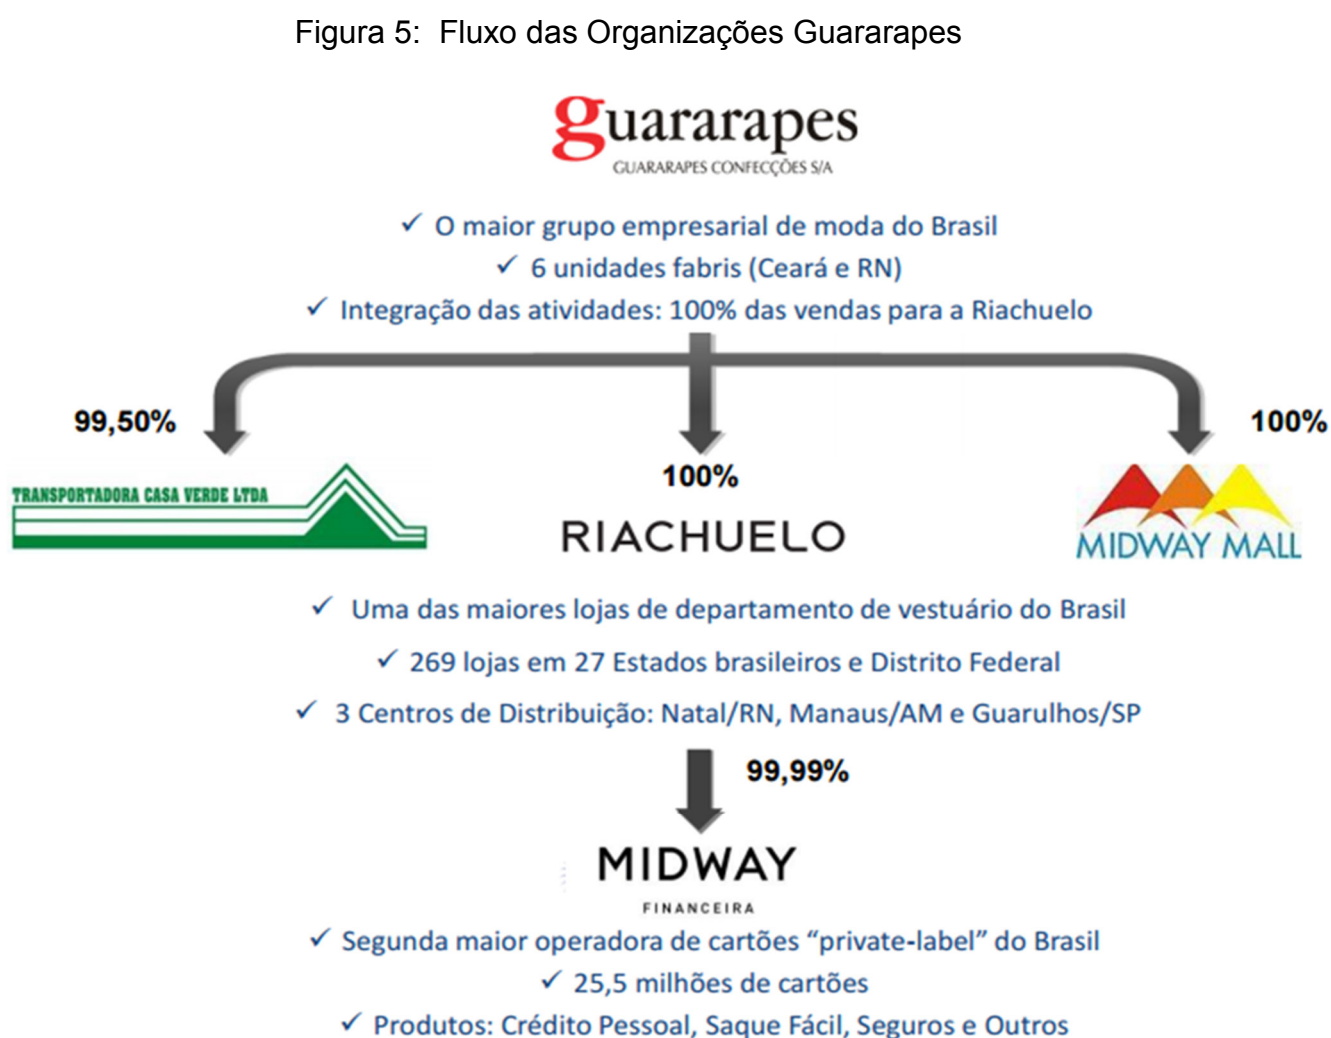 Figura 5: Fluxo das Organizações Guararapes
guararapes
GUARARAPES CONFECÇÕES S/A
✓ O maior grupo empresarial de moda do Brasil
✓ 6 unidades fabris (Ceará e RN)
✓ Integração das atividades: 100% das vendas para a Riachuelo
99,50%
100%
100%
TRANSPORTADORA CASA VERDE LTDA
RIACHUELO
MIDWAY MALL
✓ Uma das maiores lojas de departamento de vestuário do Brasil
✓ 269 lojas em 27 Estados brasileiros e Distrito Federal
✓ 3 Centros de Distribuição: Natal/RN, Manaus/AM e Guarulhos/SP
99,99%
MIDWAY
FINANCEIRA
✓ Segunda maior operadora de cartões “private-label” do Brasil
✓ 25,5 milhões de cartões
✓ Produtos: Crédito Pessoal, Saque Fácil, Seguros e Outros